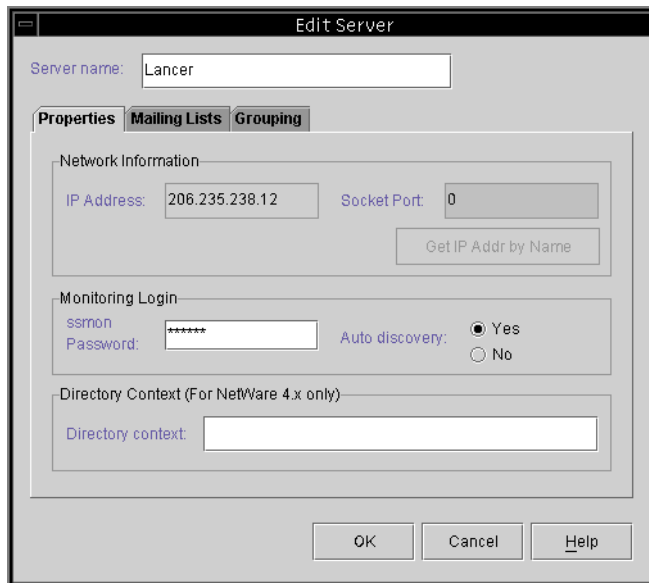 Edit Server
Server name: Lancer
Properties Mailing Lists Grouping
Network Information
IP Address: 206.235.238.12 Socket Port: 0
Get IP Addr by Name
Monitoring Login
ssmon
Password: ****** Auto discovery: Yes
No
Directory Context (For NetWare 4.x only)
Directory context:
OK Cancel Help